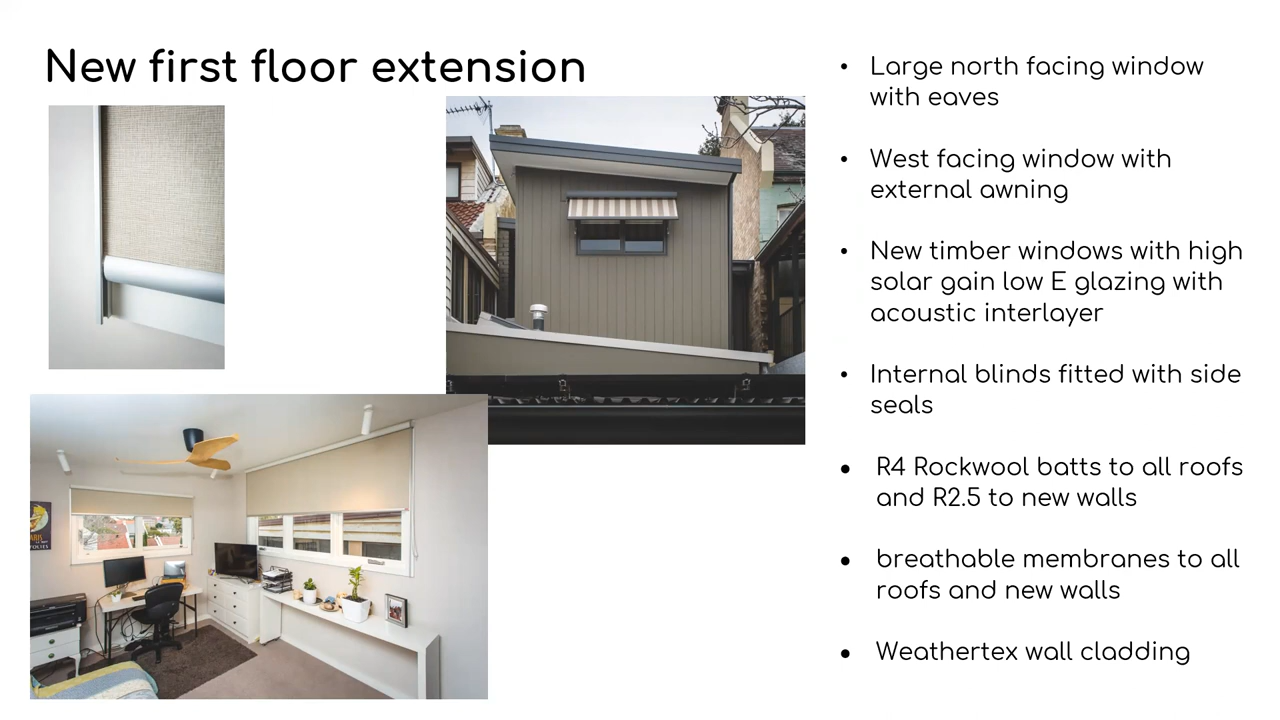 New first floor extension
• Large north facing window
with eaves
• West facing window with
external awning
• New timber windows with high
solar gain low E glazing with
acoustic interlayer
• Internal blinds fitted with side
seals
• R4 Rockwool batts to all roofs
and R2.5 to new walls
• breathable membranes to all
roofs and new walls
• Weathertex wall cladding